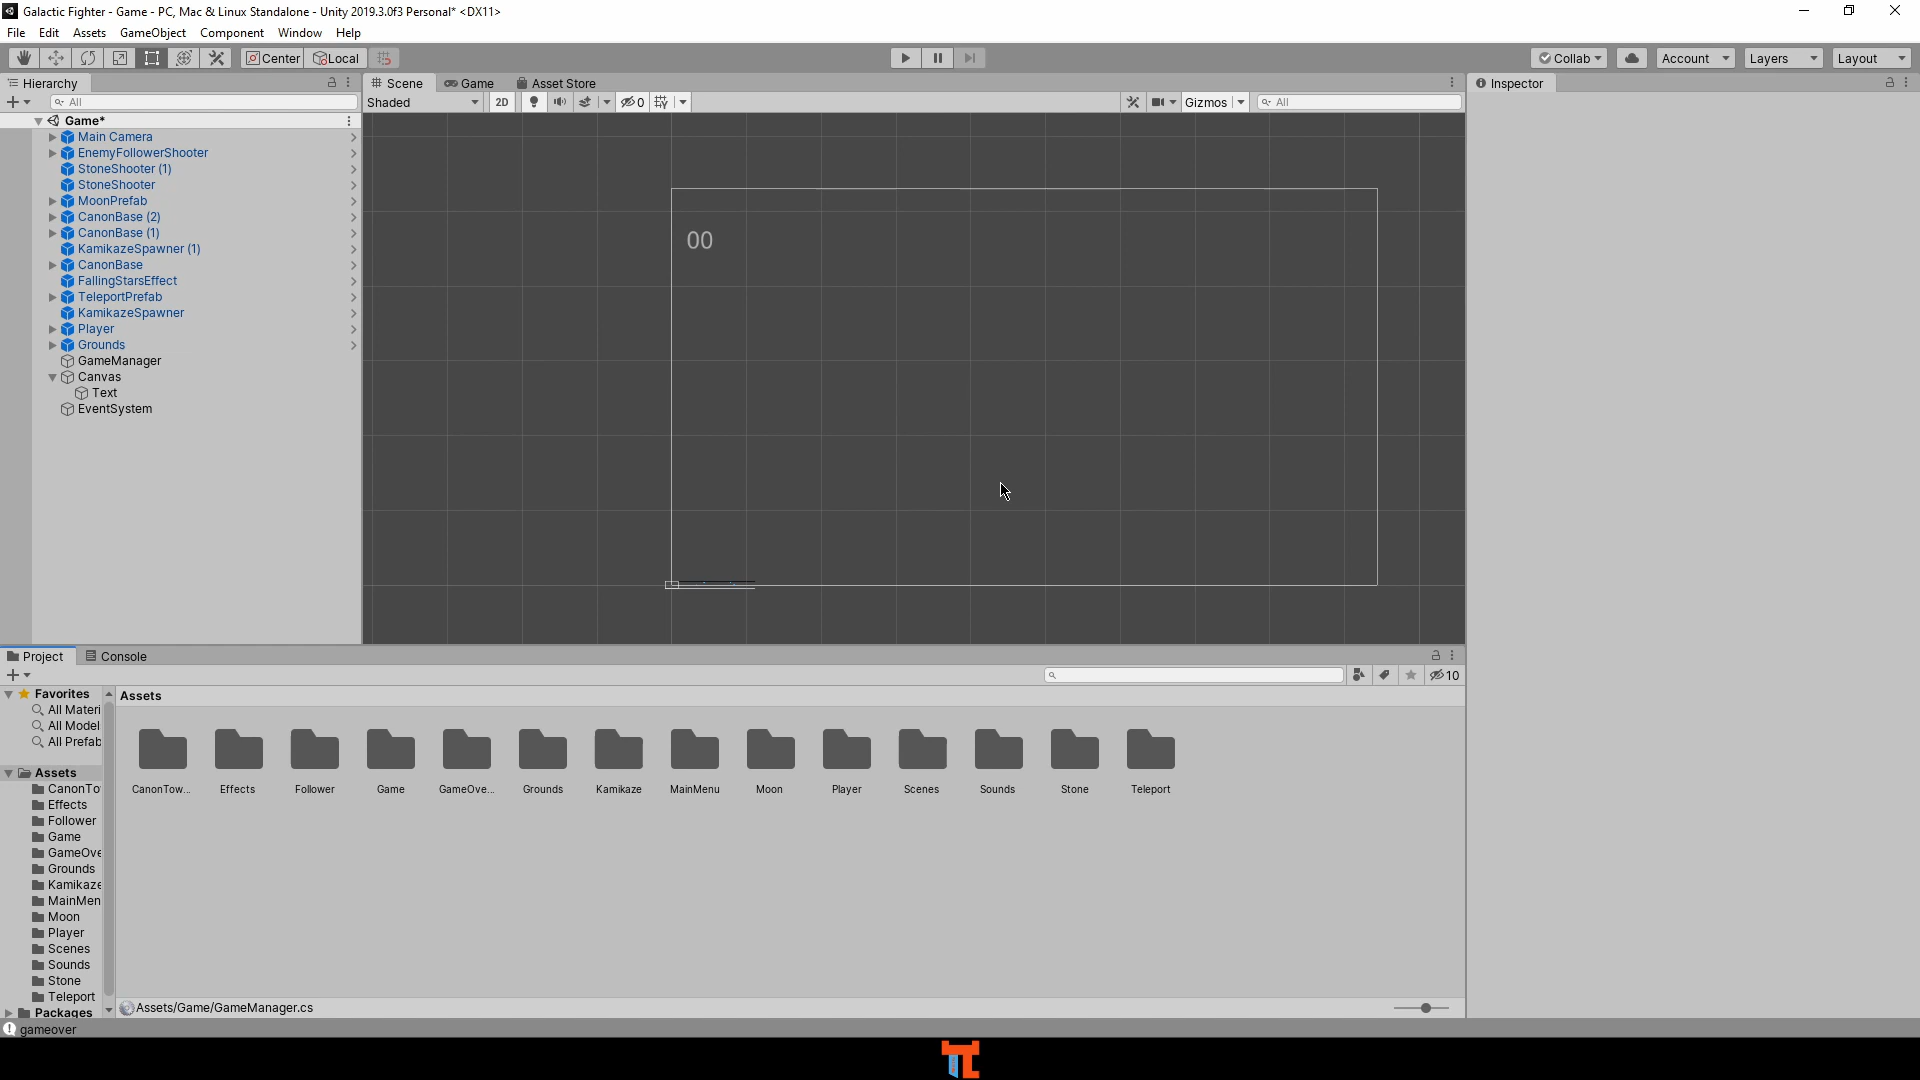 Galactic Fighter - Game - PC, Mac & Linux Standalone - Unity 2019.3.0f3 Personal* <DX11>
File Edit Assets GameObject Component Window Help
Center Local Collab Account Layers Layout
Hierarchy Scene Game Asset Store Inspector
All Shaded 2D 0 Gizmos All
Game*
Main Camera
EnemyFollowerShooter
StoneShooter (1)
StoneShooter
MoonPrefab
CanonBase (2)
CanonBase (1)
KamikazeSpawner (1)
CanonBase
FallingStarsEffect
TeleportPrefab
KamikazeSpawner
Player
Grounds
GameManager
Canvas
Text
EventSystem
00
Project Console
10
Favorites
All Materi
All Model
All Prefab
Assets
CanonTo
Effects
Follower
Game
GameOve
Grounds
Kamikaze
MainMen
Moon
Player
Scenes
Sounds
Stone
Teleport
Packages
Assets
CanonTow... Effects Follower Game GameOve... Grounds Kamikaze MainMenu Moon Player Scenes Sounds Stone Teleport
Assets/Game/GameManager.cs
gameover